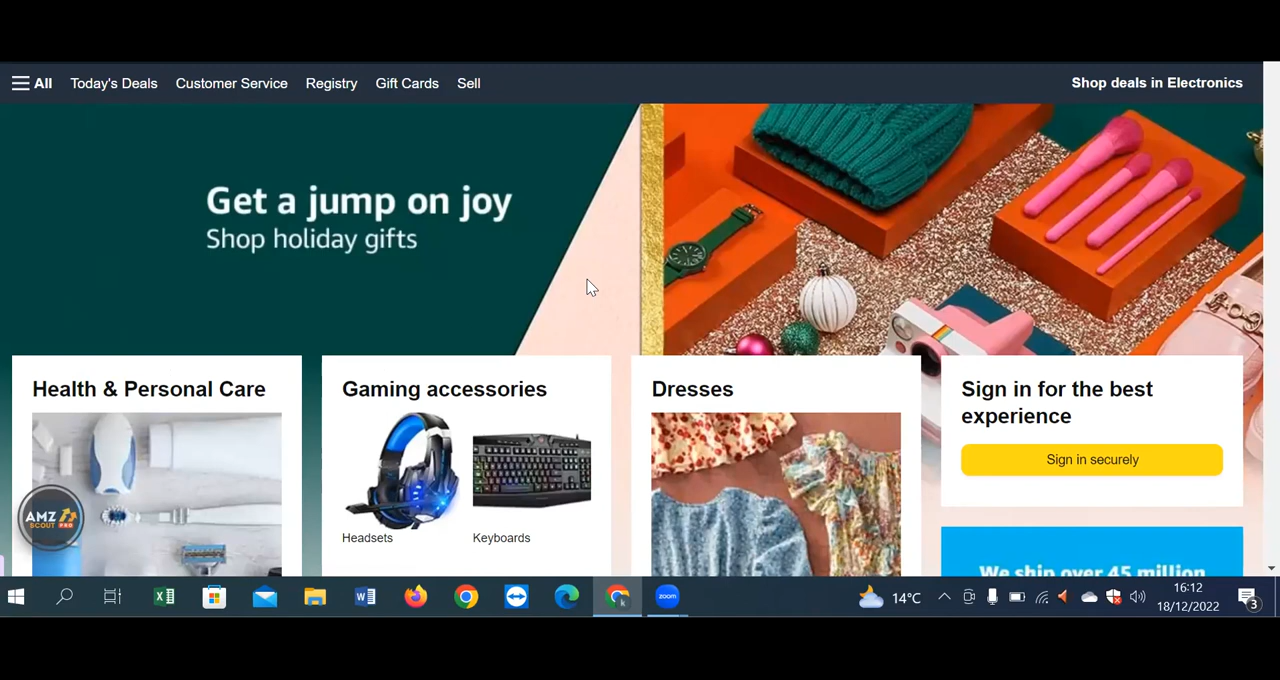 All Today's Deals Customer Service Registry Gift Cards Sell Shop deals in Electronics
Get a jump on joy
Shop holiday gifts
Health & Personal Care
Gaming accessories
Headsets
Keyboards
Dresses
Sign in for the best
experience
Sign in securely
We ship over 45 million
AMZ
SCOUT PRO
zoom
14°C
16:12
18/12/2022
3